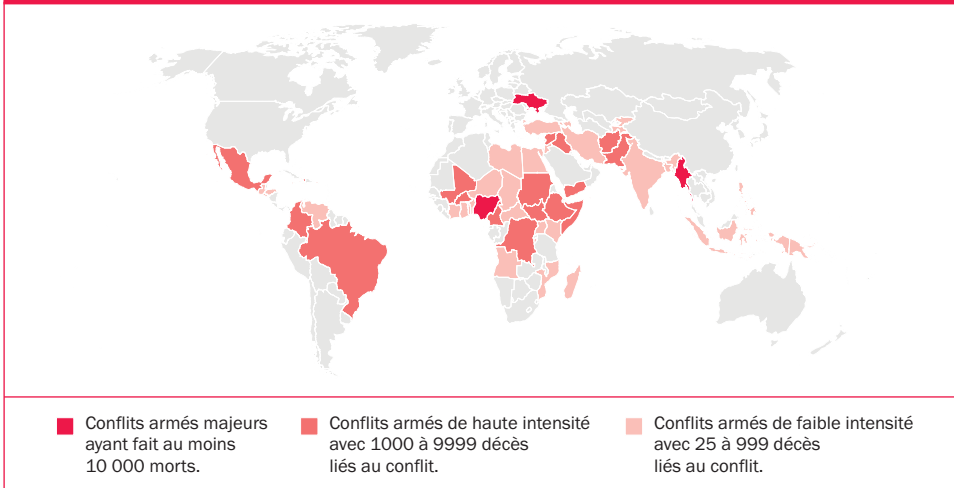 Conflits armés majeurs
ayant fait au moins
10 000 morts.
Conflits armés de haute intensité
avec 1000 à 9999 décès
liés au conflit.
Conflits armés de faible intensité
avec 25 à 999 décès
liés au conflit.